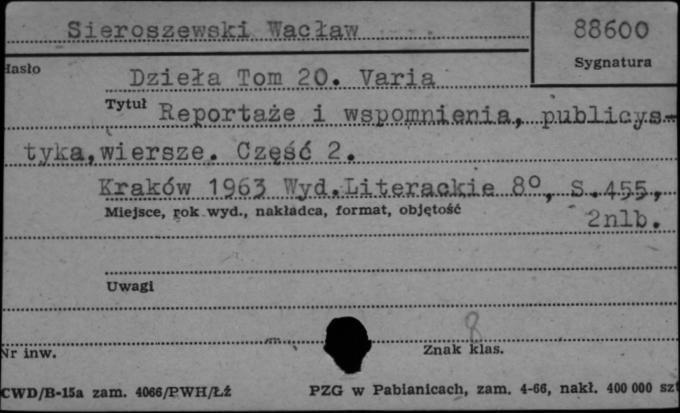 Sieroszewski Wacław
88600
Sygnatura
Hasło
Dzieła Tom 20. Varia
Tytuł Reportaże i wspomnienia, publicys-
tyka,wiersze. Część 2.
Kraków 1963 Wyd.Literackie 8°, S.455,
Miejsce, rok wyd., nakładca, format, objętość
2nlb.
Uwagi
8
Nr inw.
Znak klas.
CWD/B-15a zam. 4066/PWH/Łź
PZG w Pabianicach, zam. 4-66, nakł. 400 000 szt